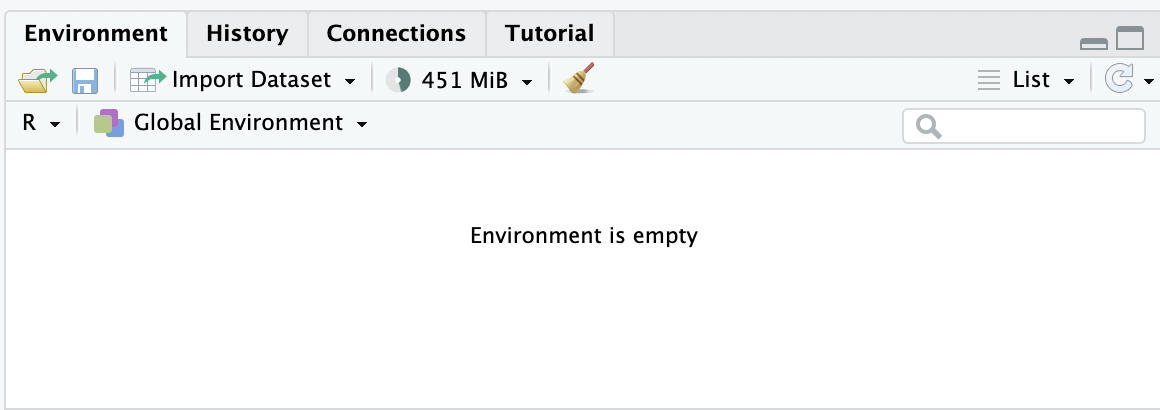 Environment History Connections Tutorial
Import Dataset 451 MiB List
R Global Environment
Environment is empty